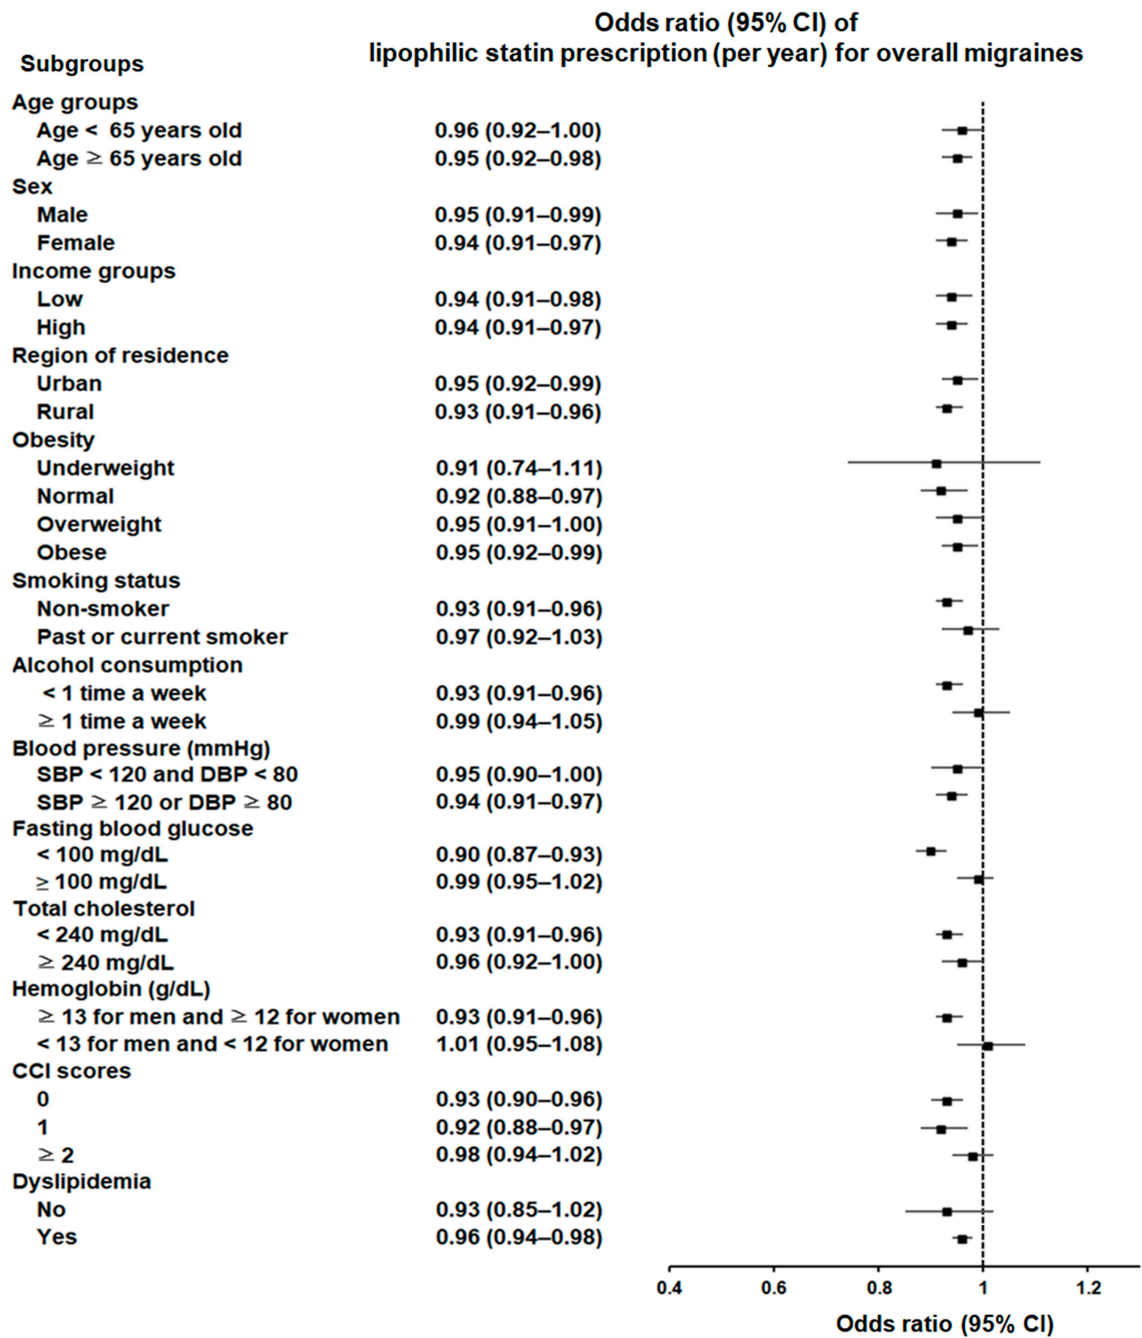 Odds ratio (95% CI) of
lipophilic statin prescription (per year) for overall migraines
Subgroups
Age groups
Age < 65 years old 0.96 (0.92–1.00)
Age ≥ 65 years old 0.95 (0.92–0.98)
Sex
Male 0.95 (0.91–0.99)
Female 0.94 (0.91–0.97)
Income groups
Low 0.94 (0.91–0.98)
High 0.94 (0.91–0.97)
Region of residence
Urban 0.95 (0.92–0.99)
Rural 0.93 (0.91–0.96)
Obesity
Underweight 0.91 (0.74–1.11)
Normal 0.92 (0.88–0.97)
Overweight 0.95 (0.91–1.00)
Obese 0.95 (0.92–0.99)
Smoking status
Non-smoker 0.93 (0.91–0.96)
Past or current smoker 0.97 (0.92–1.03)
Alcohol consumption
< 1 time a week 0.93 (0.91–0.96)
≥ 1 time a week 0.99 (0.94–1.05)
Blood pressure (mmHg)
SBP < 120 and DBP < 80 0.95 (0.90–1.00)
SBP ≥ 120 or DBP ≥ 80 0.94 (0.91–0.97)
Fasting blood glucose
< 100 mg/dL 0.90 (0.87–0.93)
≥ 100 mg/dL 0.99 (0.95–1.02)
Total cholesterol
< 240 mg/dL 0.93 (0.91–0.96)
≥ 240 mg/dL 0.96 (0.92–1.00)
Hemoglobin (g/dL)
≥ 13 for men and ≥ 12 for women 0.93 (0.91–0.96)
< 13 for men and < 12 for women 1.01 (0.95–1.08)
CCI scores
0 0.93 (0.90–0.96)
1 0.92 (0.88–0.97)
≥ 2 0.98 (0.94–1.02)
Dyslipidemia
No 0.93 (0.85–1.02)
Yes 0.96 (0.94–0.98)
0.4 0.6 0.8 1 1.2
Odds ratio (95% CI)